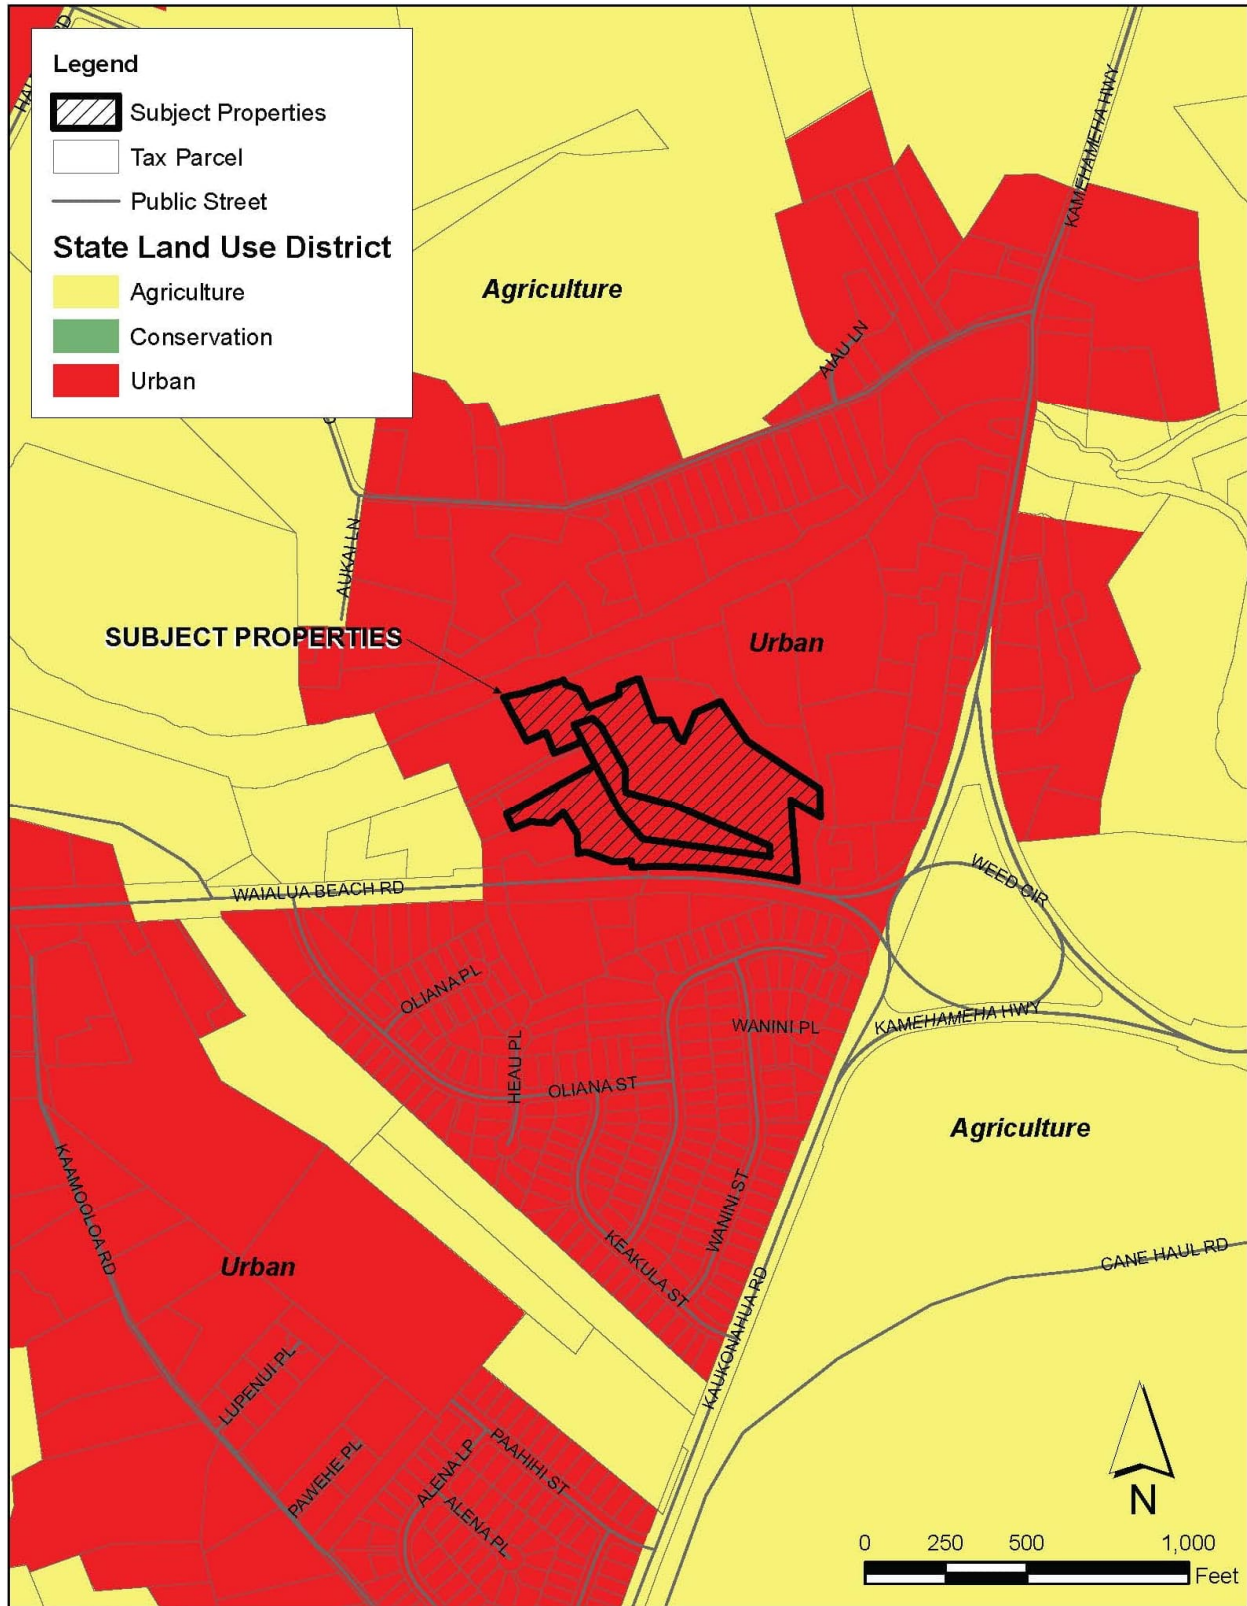 Legend
Subject Properties
Tax Parcel
Public Street
State Land Use District
Agriculture
Conservation
Urban
KAMEHAMEHA HWY
Agriculture
AIAU LN
AUKAI LN
SUBJECT PROPERTIES
Urban
WAIALUA BEACH RD
WEED CIR
OLIANA PL
HEAU PL
WANINI PL
KAMEHAMEHA HWY
OLIANA ST
Agriculture
KAAMOOLOA RD
WANINI ST
KEAKULA ST
Urban
CANE HAUL RD
KAUKONAHUA RD
LUPENUI PL
PAWEHE PL
ALENA LP
PAAHIHI ST
ALENA PL
N
0 250 500 1,000
Feet